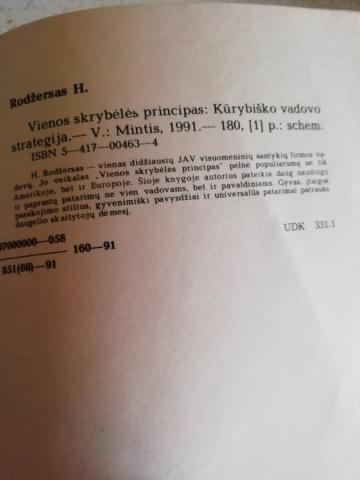 Rodžersas H.
Vienos skrybėlės principas: Kūrybiško vadovo
strategija.— V.: Mintis, 1991.— 180, [1] p.: schem.
ISBN 5—417—00463—4
H. Rodžersas — vienas didžiausių JAV visuomeninių santykių firmos va-
dovų. Jo veikalas „Vienos skrybėlės principas" pelnė populiarumą ne tik
Amerikoje, bet ir Europoje. Šioje knygoje autorius pateikia daug naudingų
ir paprastų patarimų ne vien vadovams, bet ir pavaldiniams. Gyvas, įtaigus
pasakojimo stilius, gyvenimiški pavyzdžiai ir universalūs patarimai patrauks
daugelio skaitytojų dėmesį.
UDK 331.1
07000000—058
160—91
851(08)—91